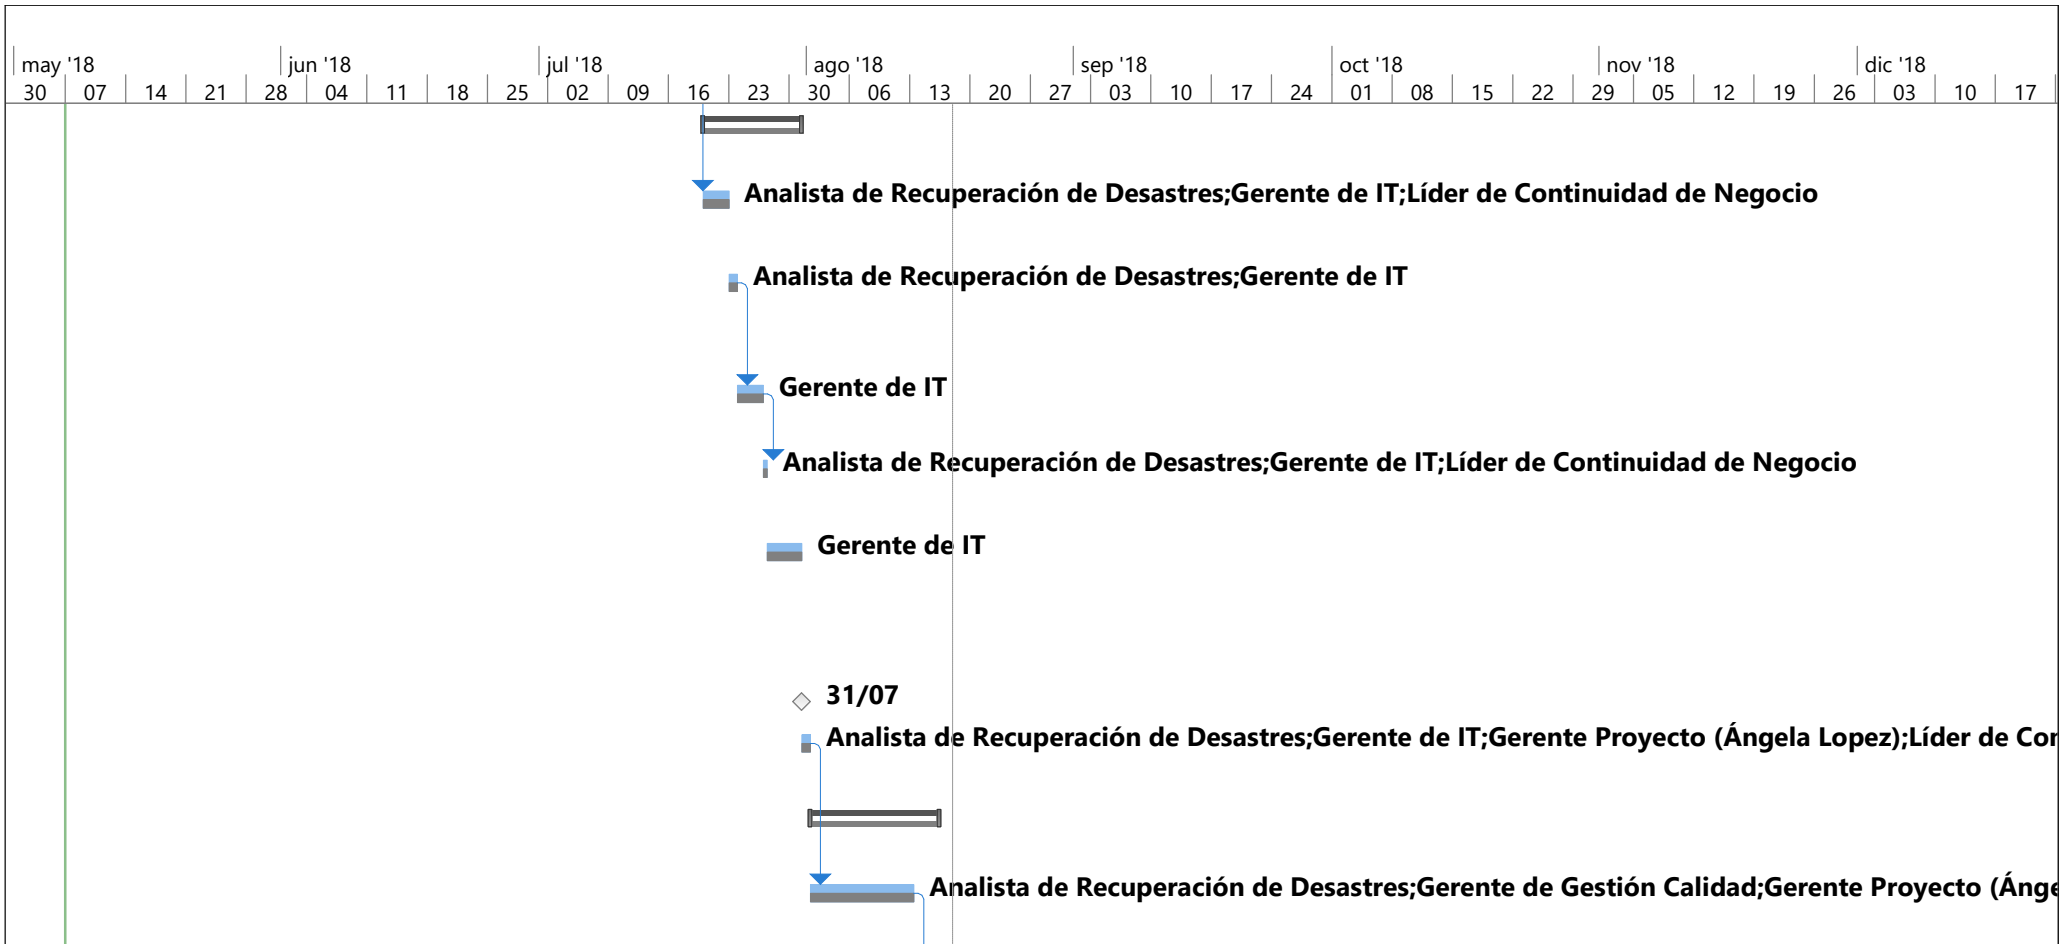 may '18 jun '18 jul '18 ago '18 sep '18 oct '18 nov '18 dic '18
30 07 14 21 28 04 11 18 25 02 09 16 23 30 06 13 20 27 03 10 17 24 01 08 15 22 29 05 12 19 26 03 10 17
Analista de Recuperación de Desastres;Gerente de IT;Líder de Continuidad de Negocio
Analista de Recuperación de Desastres;Gerente de IT
Gerente de IT
Analista de Recuperación de Desastres;Gerente de IT;Líder de Continuidad de Negocio
Gerente de IT
31/07
Analista de Recuperación de Desastres;Gerente de IT;Gerente Proyecto (Ángela Lopez);Líder de
Analista de Recuperación de Desastres;Gerente de Gestión Calidad;Gerente Proyecto